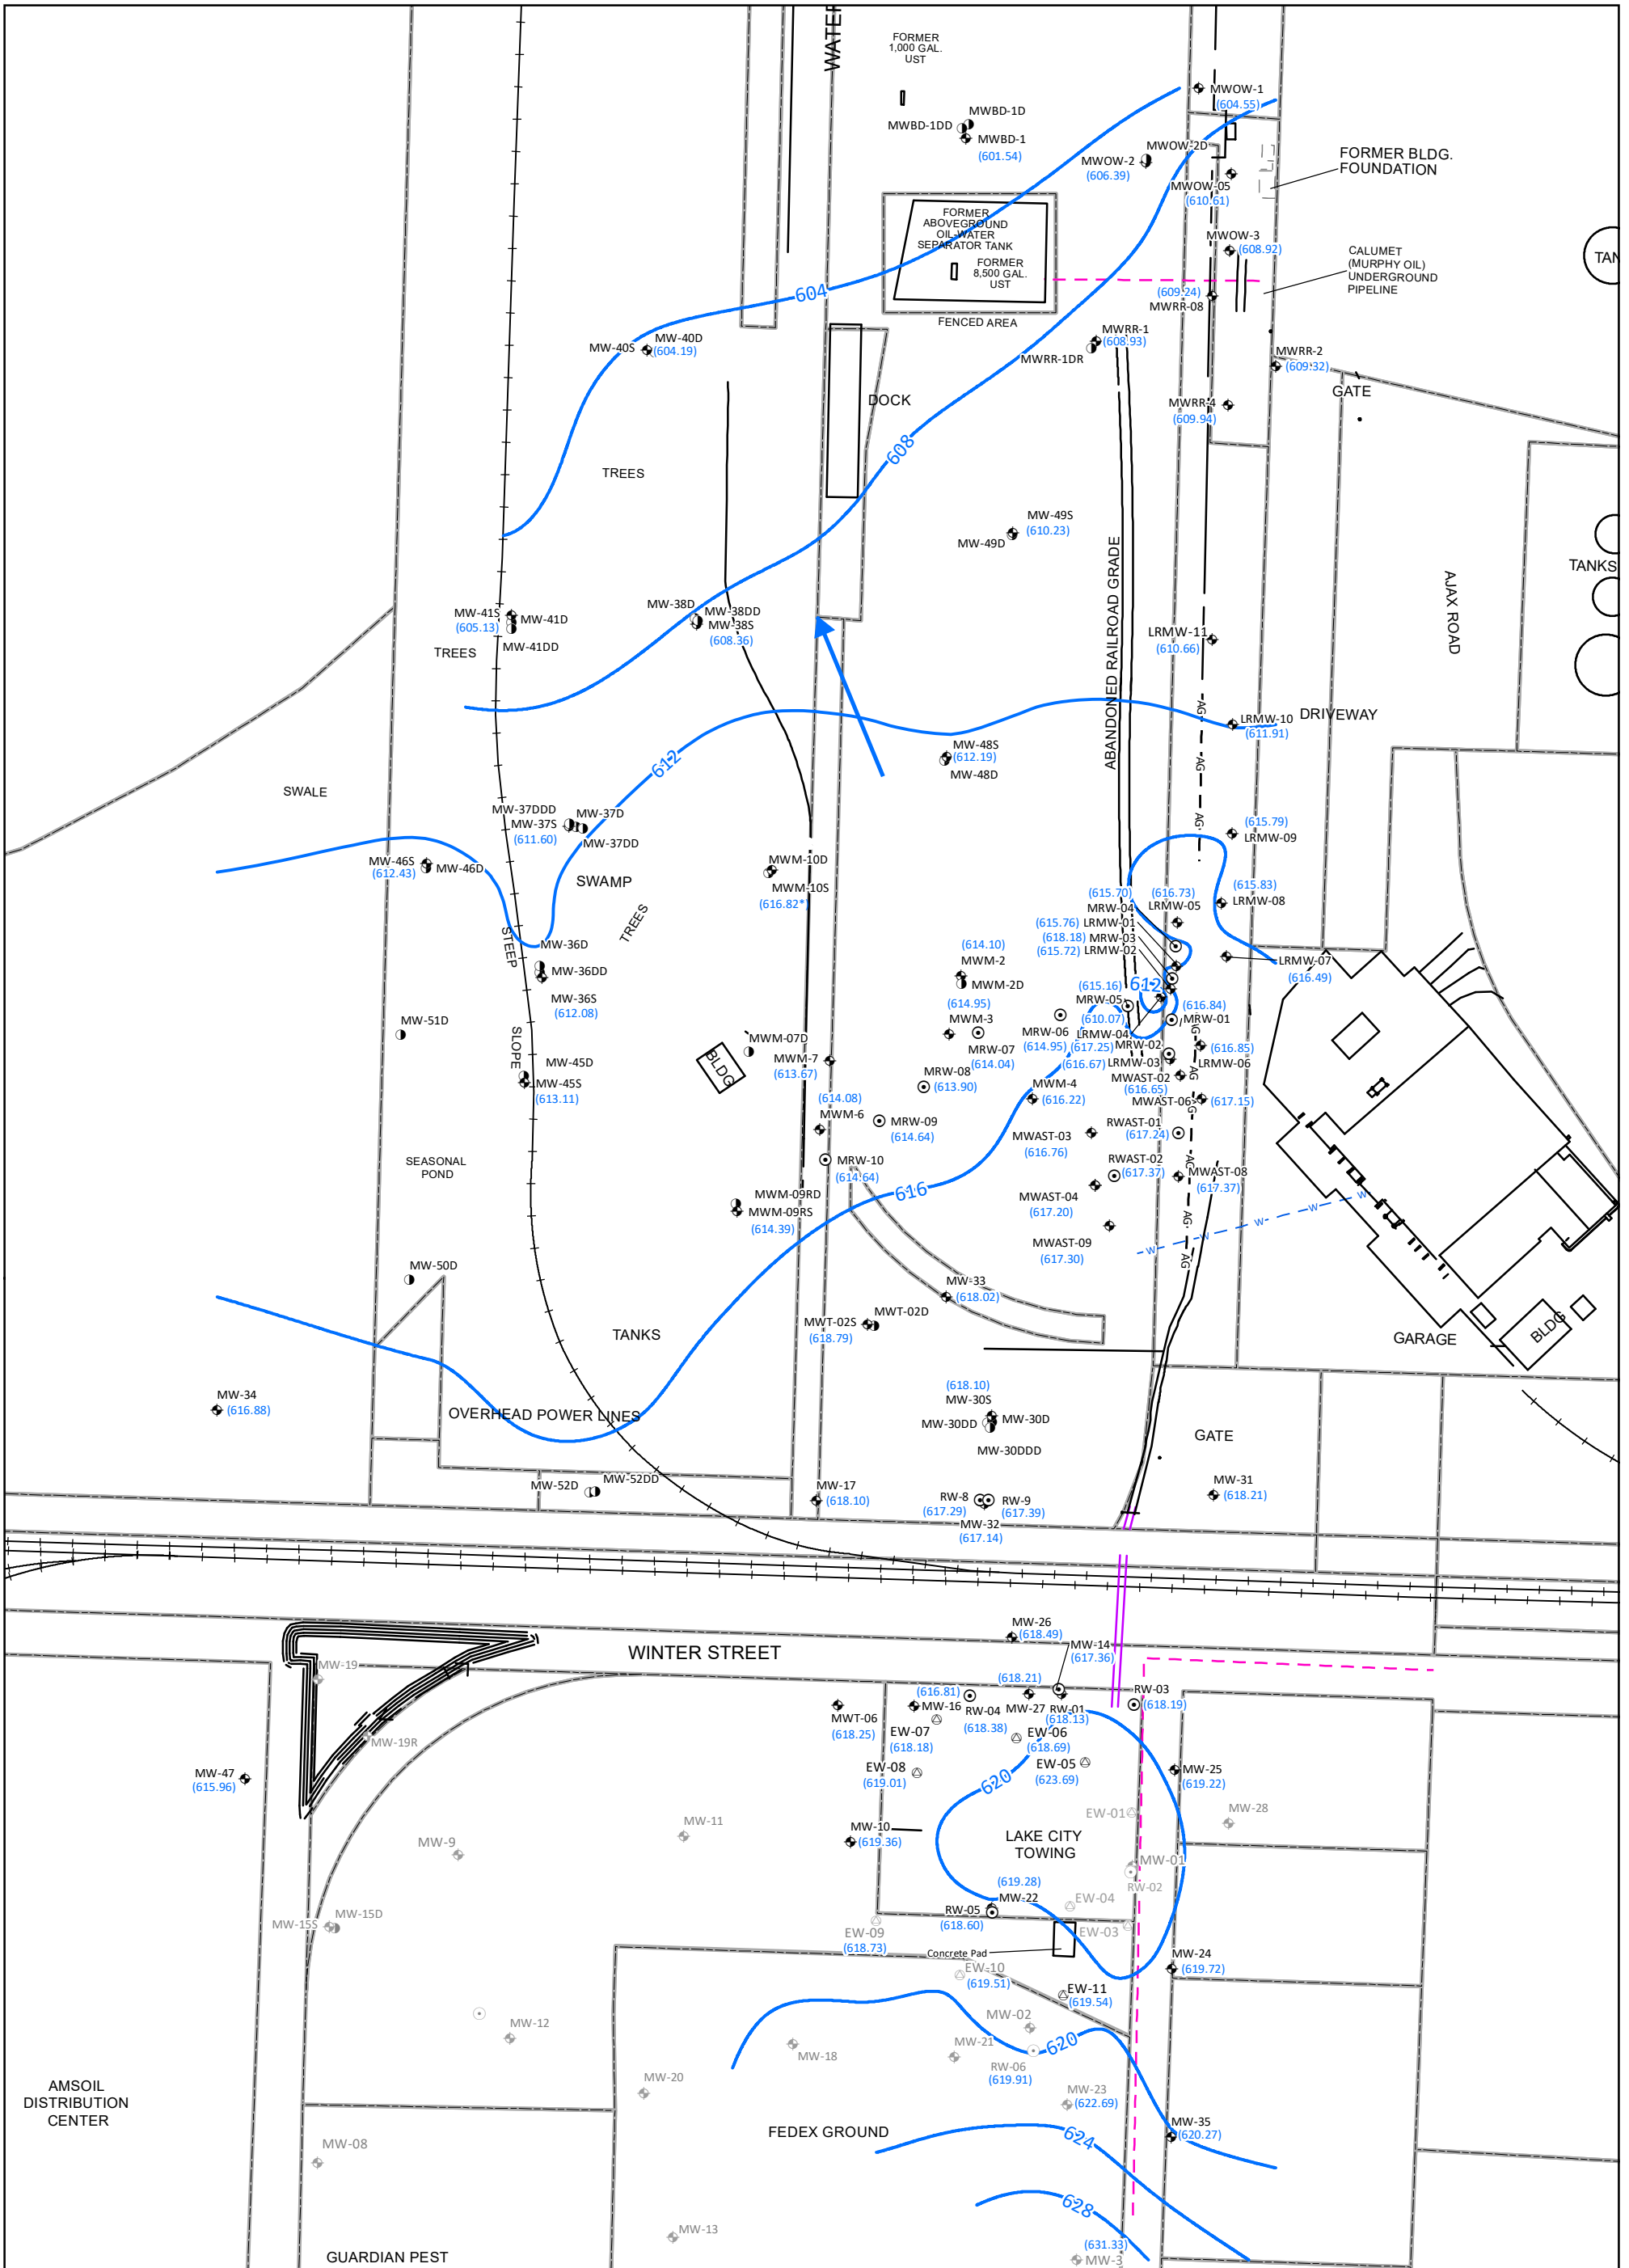 WATER
FORMER
1,000 GAL.
UST
MWOW-1
(604.55)
MWBD-1D
MWBD-1DD
MWBD-1
(601.54)
MWOW-2D
MWOW-2
(606.39)
FORMER BLDG.
FOUNDATION
MWOW-05
(610.61)
FORMER
ABOVEGROUND
OIL-WATER
SEPARATOR TANK
FORMER
8,500 GAL.
UST
FENCED AREA
MWOW-3
(608.92)
CALUMET
(MURPHY OIL)
UNDERGROUND
PIPELINE
TAN
604
(609.24)
MWRR-08
MWRR-1
(608.93)
MWRR-1DR
MW-40D
MW-40S
(604.19)
MWRR-2
(609.32)
GATE
DOCK
MWRR-4
(609.94)
608
TREES
MW-49S
(610.23)
MW-49D
ABANDONED RAILROAD GRADE
TANKS
AJAX ROAD
MW-41S
(605.13)
MW-41D
MW-41DD
TREES
MW-38D
MW-38DD
MW-38S
(608.36)
LRMW-11
(610.66)
AG
LRMW-10
(611.91)
DRIVEWAY
MW-48S
(612.19)
MW-48D
612
AG
SWALE
MW-37DDD
MW-37D
MW-37S
(611.60)
MW-37DD
AG
(615.79)
LRMW-09
MW-46S
(612.43)
MW-46D
SWAMP
TREES
MWM-10D
MWM-10S
(616.82*)
(615.70)
(616.73)
(615.83)
MRW-04
LRMW-05
LRMW-08
(615.76)
LRMW-01
(618.18)
MRW-03
(615.72)
LRMW-02
STEEP
SLOPE
MW-36D
MW-36DD
MW-36S
(612.08)
(614.10)
MWM-2
MWM-2D
LRMW-07
(616.49)
612
(615.16)
MRW-05
(616.84)
MRW-01
(614.95)
MWM-3
(610.07)
MW-51D
MWM-07D
BLDG
MWM-7
(613.67)
MRW-07
(614.04)
MRW-06
(614.95)
LRMW-04
(617.25)
MRW-02
AG
(616.85)
LRMW-06
(616.67)
LRMW-03
MRW-08
(613.90)
MW-45D
MW-45S
(613.11)
MWM-4
(616.22)
MWAST-02
(616.65)
AG
MWAST-06
(617.15)
AG
(614.08)
MWM-6
MRW-09
(614.64)
MWAST-03
(616.76)
RWAST-01
(617.24)
MRW-10
(614.64)
SEASONAL
POND
AG
RWAST-02
(617.37)
MWAST-08
(617.37)
MWAST-04
(617.20)
616
MWM-09RD
MWM-09RS
(614.39)
W W W W
AG
MWAST-09
(617.30)
AG
MW-50D
MW-33
(618.02)
TANKS
MWT-02D
MWT-02S
(618.79)
GARAGE
BLDG
MW-34
(616.88)
OVERHEAD POWER LINES
(618.10)
MW-30S
MW-30DD
MW-30D
MW-30DDD
GATE
MW-52D
MW-52DD
MW-17
(618.10)
RW-8
(617.29)
RW-9
(617.39)
MW-32
(617.14)
MW-31
(618.21)
WINTER STREET
MW-26
(618.49)
MW-14
(617.36)
MW-19
(616.81)
MW-16
RW-04
(618.38)
(618.21)
MW-27
RW-01
(618.13)
RW-03
(618.19)
MWT-06
(618.25)
EW-07
(618.18)
EW-06
(618.69)
MW-19R
EW-08
(619.01)
EW-05
(623.69)
MW-47
(615.96)
MW-25
(619.22)
620
EW-01
MW-28
MW-11
MW-10
(619.36)
LAKE CITY
TOWING
MW-9
MW-01
RW-02
(619.28)
MW-22
RW-05
(618.60)
EW-04
EW-03
MW-15S
MW-15D
EW-09
(618.73)
Concrete Pad
EW-10
(619.51)
MW-24
(619.72)
EW-11
(619.54)
MW-02
MW-12
620
MW-18
MW-21
RW-06
(619.91)
MW-20
MW-23
(622.69)
AMSOIL
DISTRIBUTION
CENTER
FEDEX GROUND
MW-35
(620.27)
624
MW-08
628
MW-13
(631.33)
MW-3
GUARDIAN PEST